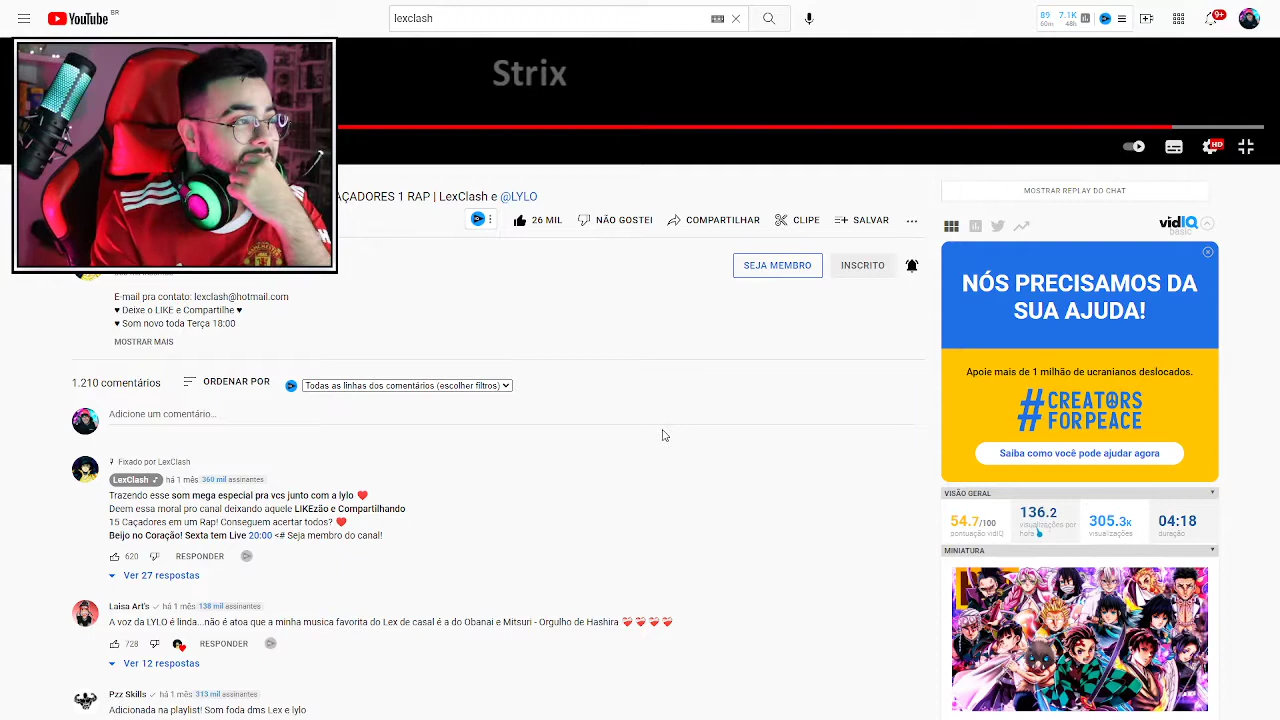 YouTube BR
lexclash
89 7.1K
60m 48h
9+
Strix
HD
CAÇADORES 1 RAP | LexClash e @LYLO
26 MIL NÃO GOSTEI COMPARTILHAR CLIPE SALVAR
SEJA MEMBRO INSCRITO
E-mail pra contato: lexclash@hotmail.com
♥ Deixe o LIKE e Compartilhe ♥
♥ Som novo toda Terça 18:00
MOSTRAR MAIS
1.210 comentários ORDENAR POR Todas as linhas dos comentários (escolher filtros)
Adicione um comentário...
Fixado por LexClash
LexClash há 1 mês 360 mil assinantes
Trazendo esse som mega especial pra vcs junto com a lylo ❤️
Deem essa moral pro canal deixando aquele LIKEzão e Compartilhando
15 Caçadores em um Rap! Conseguem acertar todos? ❤️
Beijo no Coração! Sexta tem Live 20:00 <# Seja membro do canal!
620 RESPONDER
Ver 27 respostas
Laisa Art's há 1 mês 138 mil assinantes
A voz da LYLO é linda...não é atoa que a minha musica favorita do Lex de casal é a do Obanai e Mitsuri - Orgulho de Hashira 💝💝💝💝
728 RESPONDER
Ver 12 respostas
Pzz Skills há 1 mês 313 mil assinantes
Adicionada na playlist! Som foda dms Lex e lylo
MOSTRAR REPLAY DO CHAT
vidIQ
basic
NÓS PRECISAMOS DA
SUA AJUDA!
Apoie mais de 1 milhão de ucranianos deslocados.
#CREATORS
FORPEACE
Saiba como você pode ajudar agora
VISÃO GERAL
54.7/100 136.2 305.3k 04:18
pontuação vidIQ visualizações por hora visualizações duração
MINIATURA